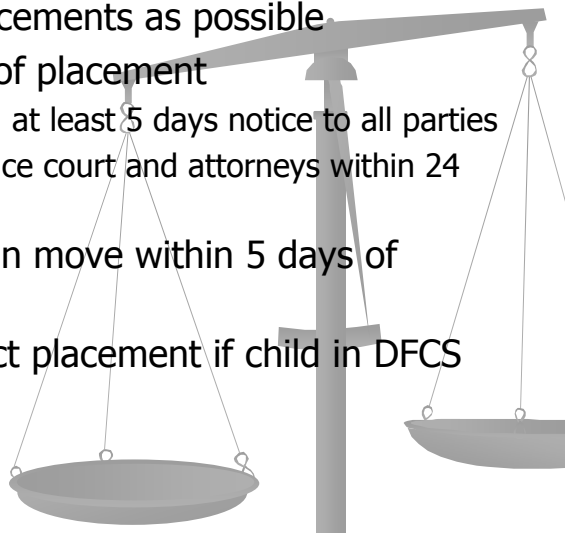 cements as possible
of placement
at least 5 days notice to all parties
ce court and attorneys within 24
n move within 5 days of
ct placement if child in DFCS